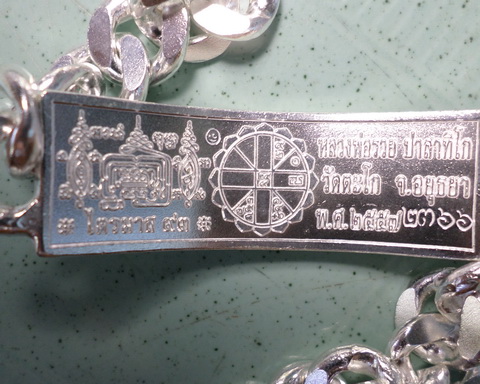 หลวงพ่อรวย ปาสาทิโก
วัดตะโก จ.อยุธยา
พ.ศ.๒๕๕๗ ๒๓๖๖
ไตรมาส ๙๓